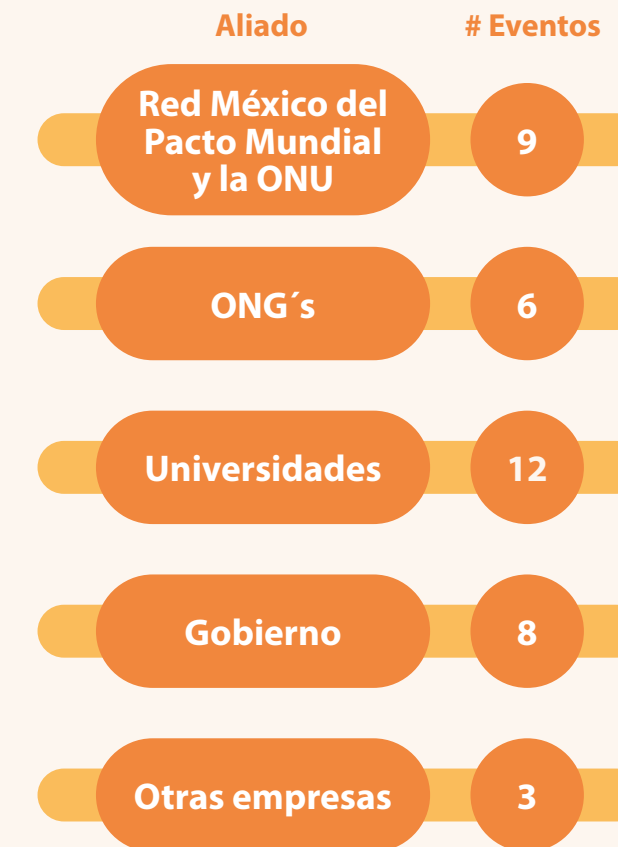 Aliado # Eventos
Red México del
Pacto Mundial
y la ONU
9
ONG´s
6
Universidades
12
Gobierno
8
Otras empresas
3